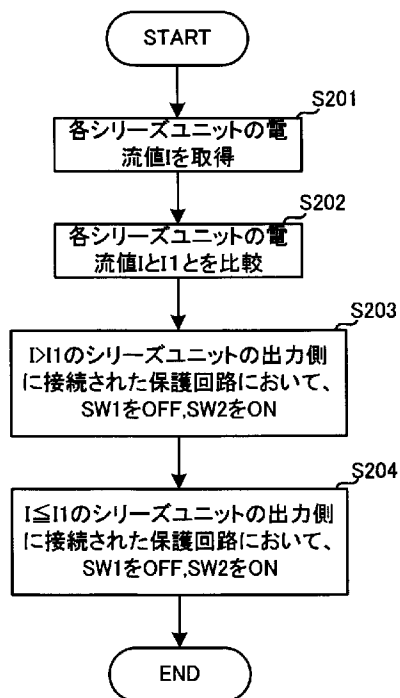 START
S201
各シリーズユニットの電
流値Iを取得
S202
各シリーズユニットの電
流値IとI1とを比較
S203
I>I1のシリーズユニットの出力側
に接続された保護回路において、
SW1をOFF,SW2をON
S204
I≦I1のシリーズユニットの出力側
に接続された保護回路において、
SW1をOFF,SW2をON
END